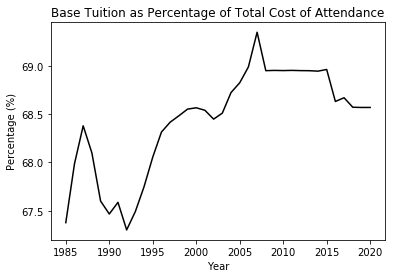 Base Tuition as Percentage of Total Cost of Attendance
69.0
68.5
68.0
67.5
Percentage (%)
1985 1990 1995 2000 2005 2010 2015 2020
Year